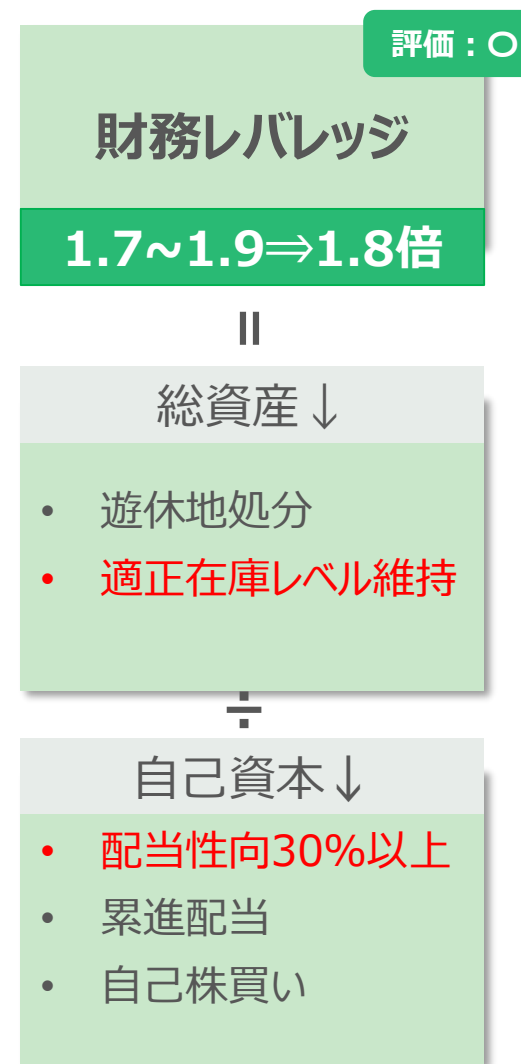 評価：○
財務レバレッジ
1.7~1.9⇒1.8倍
=
総資産↓
• 遊休地処分
• 適正在庫レベル維持
÷
自己資本↓
• 配当性向30%以上
• 累進配当
• 自己株買い